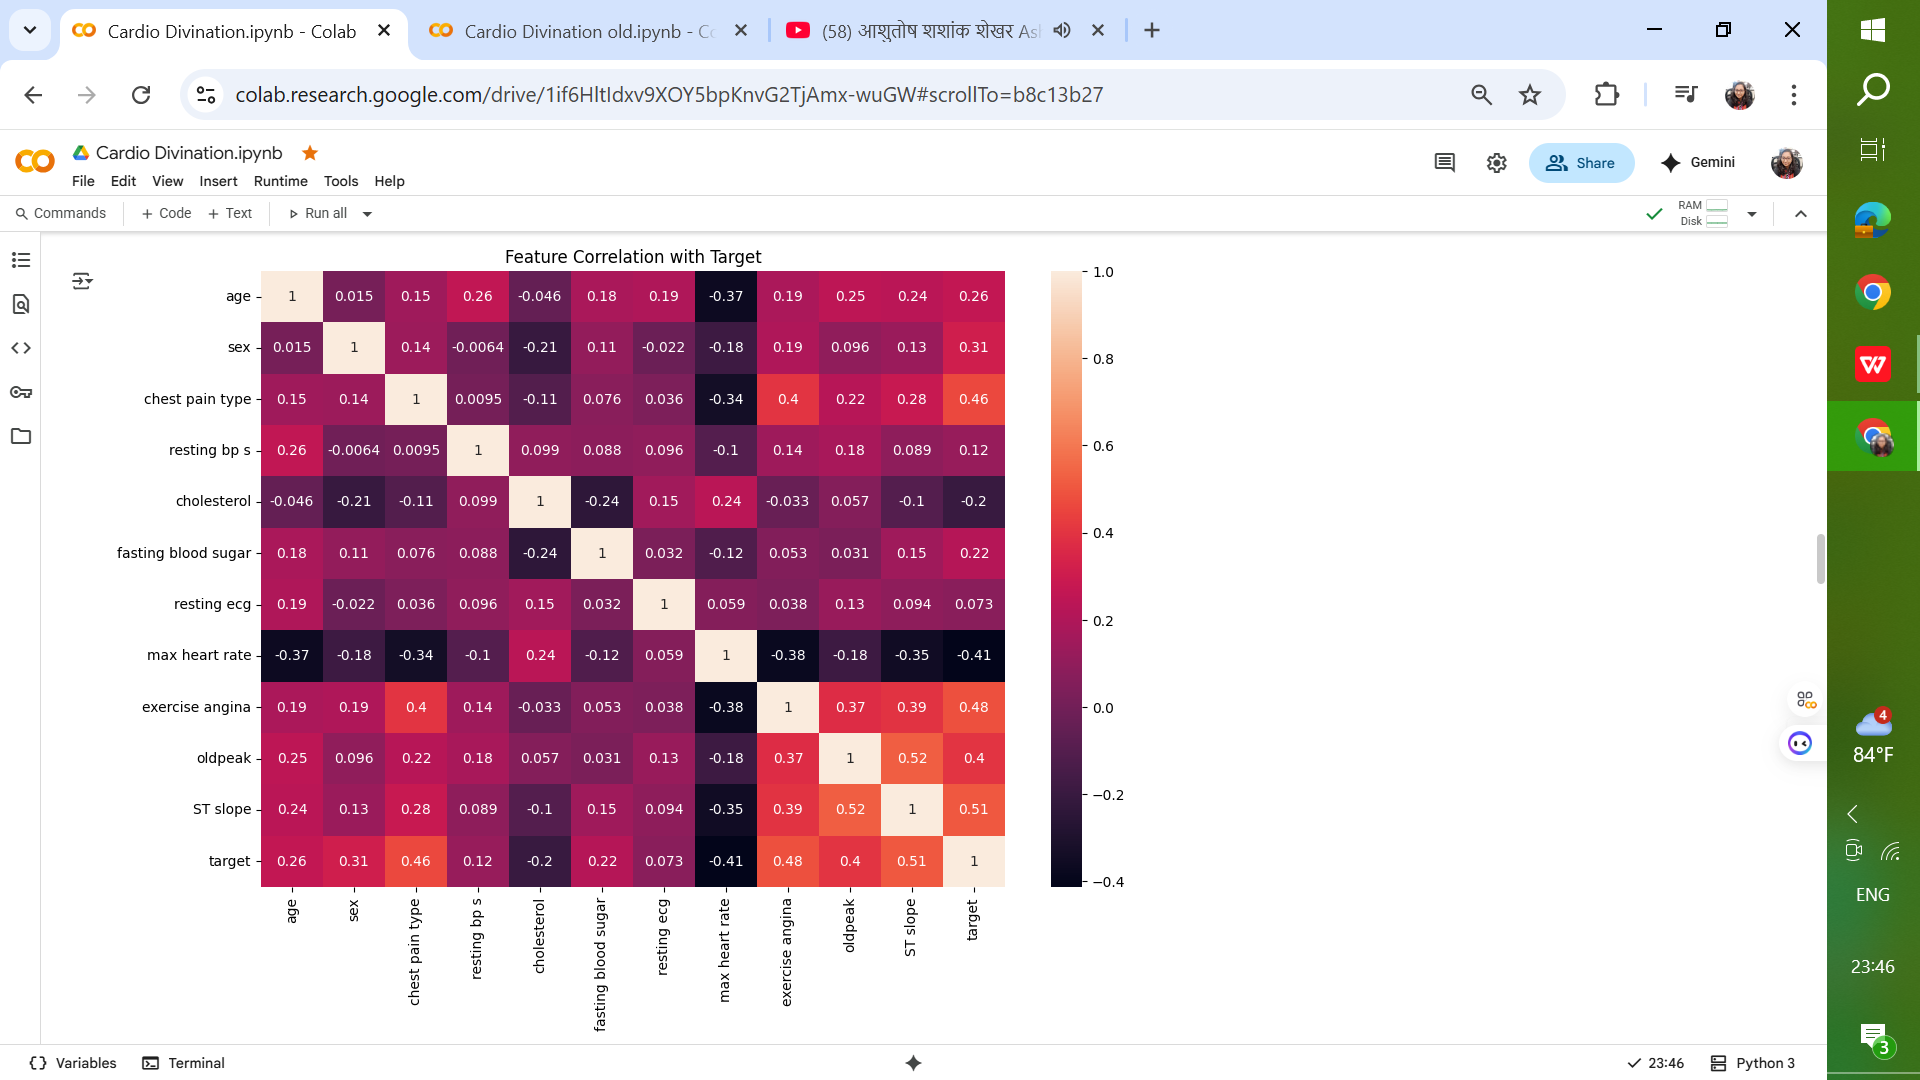 Cardio Divination.ipynb - Colab
Cardio Divination old.ipynb - Co
(58) आशुतोष शशांक शेखर Ash
colab.research.google.com/drive/1if6HltIdxv9XOY5bpKnvG2TjAmx-wuGW#scrollTo=b8c13b27
Cardio Divination.ipynb
File Edit View Insert Runtime Tools Help
Share
Gemini
Commands + Code + Text Run all
RAM
Disk
Feature Correlation with Target
age 1 0.015 0.15 0.26 -0.046 0.18 0.19 -0.37 0.19 0.25 0.24 0.26
sex 0.015 1 0.14 -0.0064 -0.21 0.11 -0.022 -0.18 0.19 0.096 0.13 0.31
chest pain type 0.15 0.14 1 0.0095 -0.11 0.076 0.036 -0.34 0.4 0.22 0.28 0.46
resting bp s 0.26 -0.0064 0.0095 1 0.099 0.088 0.096 -0.1 0.14 0.18 0.089 0.12
cholesterol -0.046 -0.21 -0.11 0.099 1 -0.24 0.15 0.24 -0.033 0.057 -0.1 -0.2
fasting blood sugar 0.18 0.11 0.076 0.088 -0.24 1 0.032 -0.12 0.053 0.031 0.15 0.22
resting ecg 0.19 -0.022 0.036 0.096 0.15 0.032 1 0.059 0.038 0.13 0.094 0.073
max heart rate -0.37 -0.18 -0.34 -0.1 0.24 -0.12 0.059 1 -0.38 -0.18 -0.35 -0.41
exercise angina 0.19 0.19 0.4 0.14 -0.033 0.053 0.038 -0.38 1 0.37 0.39 0.48
oldpeak 0.25 0.096 0.22 0.18 0.057 0.031 0.13 -0.18 0.37 1 0.52 0.4
ST slope 0.24 0.13 0.28 0.089 -0.1 0.15 0.094 -0.35 0.39 0.52 1 0.51
target 0.26 0.31 0.46 0.12 -0.2 0.22 0.073 -0.41 0.48 0.4 0.51 1
age sex chest pain type resting bp s cholesterol fasting blood sugar resting ecg max heart rate exercise angina oldpeak ST slope target
1.0
0.8
0.6
0.4
0.2
0.0
−0.2
−0.4
Variables Terminal
23:46 Python 3
4
84°F
ENG
23:46
3